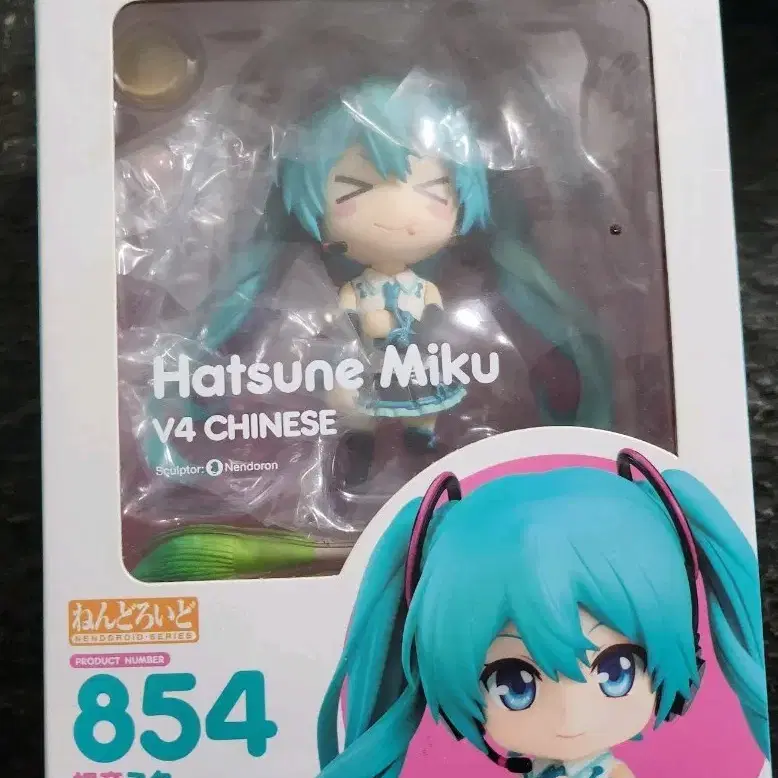 Hatsune Miku
V4 CHINESE
Sculptor: Nendoron
ねんどろいど
NENDOROID SERIES
PRODUCT NUMBER
854